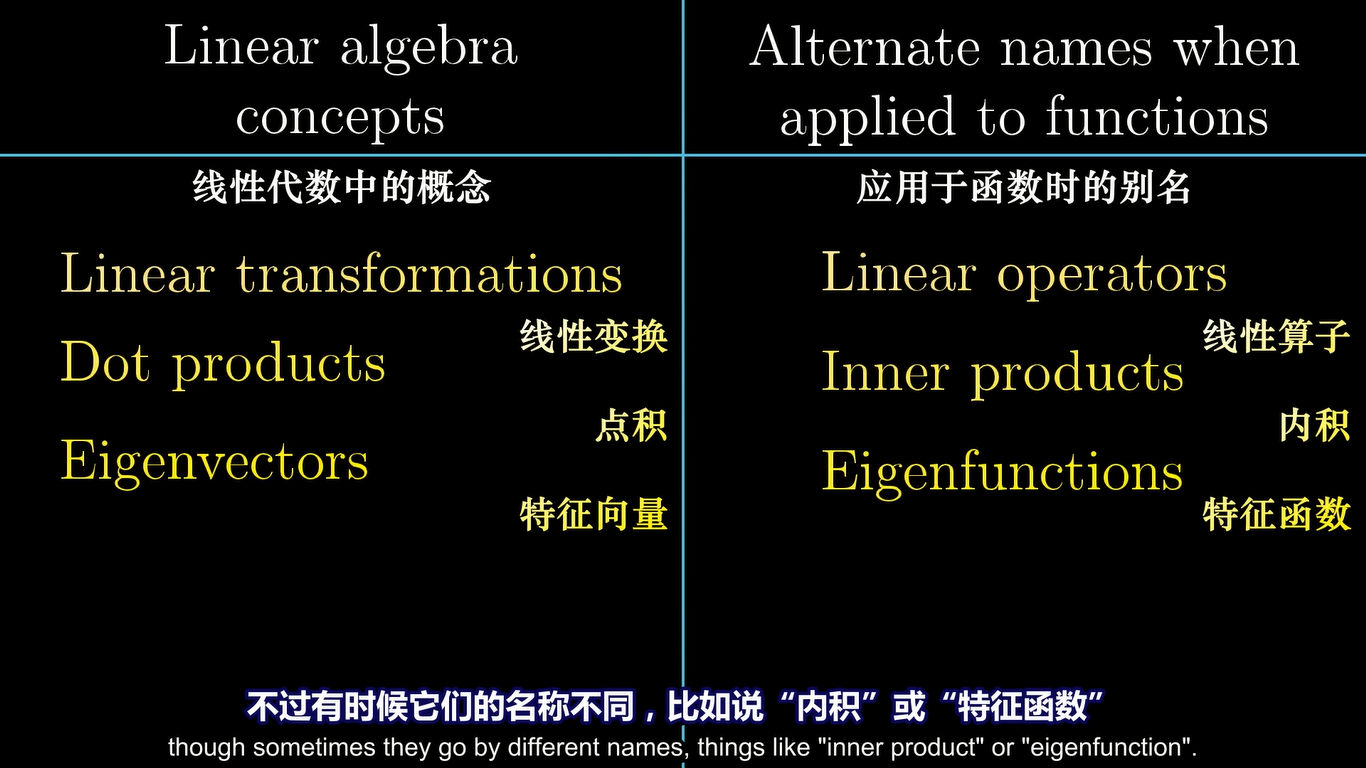 Linear algebra
concepts
Alternate names when
applied to functions
线性代数中的概念
应用于函数时的别名
Linear transformations
线性变换
Linear operators
线性算子
Dot products
点积
Inner products
内积
Eigenvectors
特征向量
Eigenfunctions
特征函数
不过有时候它们的名称不同，比如说“内积”或“特征函数”
though sometimes they go by different names, things like "inner product" or "eigenfunction".